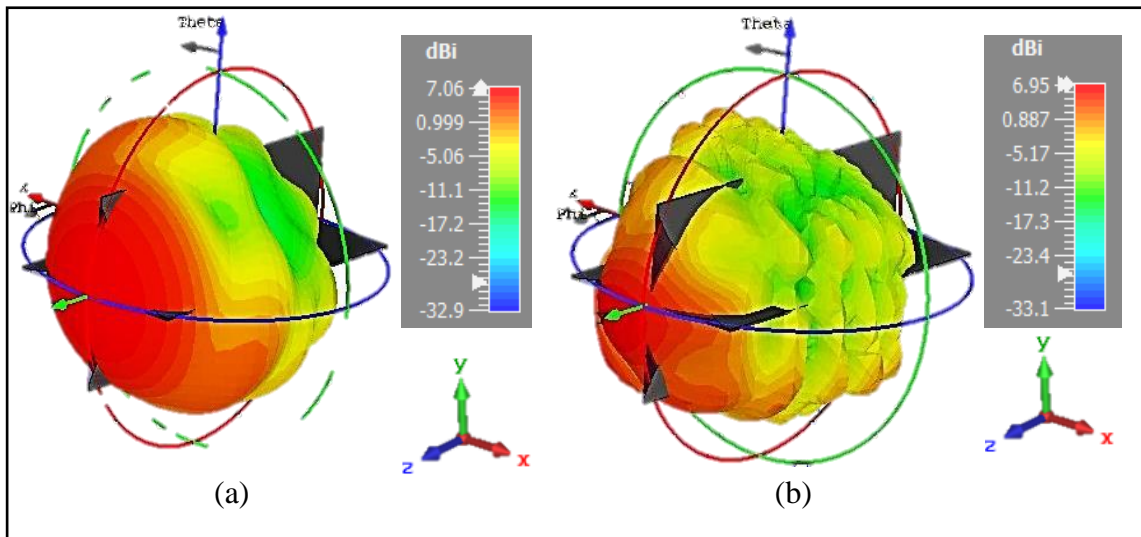 Theta
x
Phi
dBi
7.06
0.999
-5.06
-11.1
-17.2
-23.2
-32.9
y
z
x
(a)
Theta
x
Phi
dBi
6.95
0.887
-5.17
-11.2
-17.3
-23.3
-33.1
y
z
x
(b)